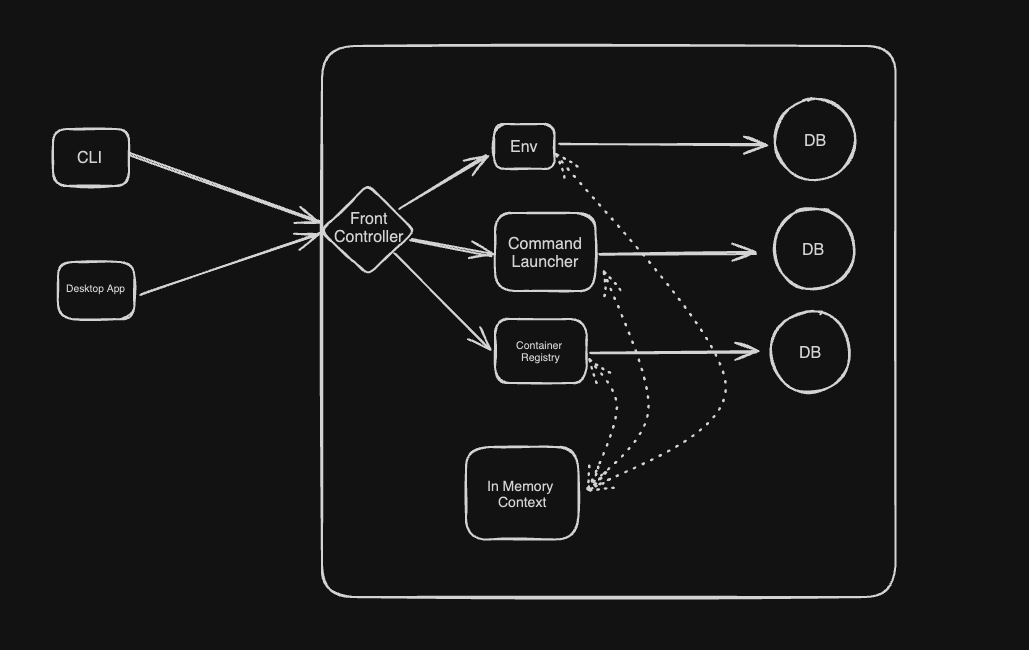 CLI
Desktop App
Front
Controller
Env
Command
Launcher
Container
Registry
In Memory
Context
DB
DB
DB